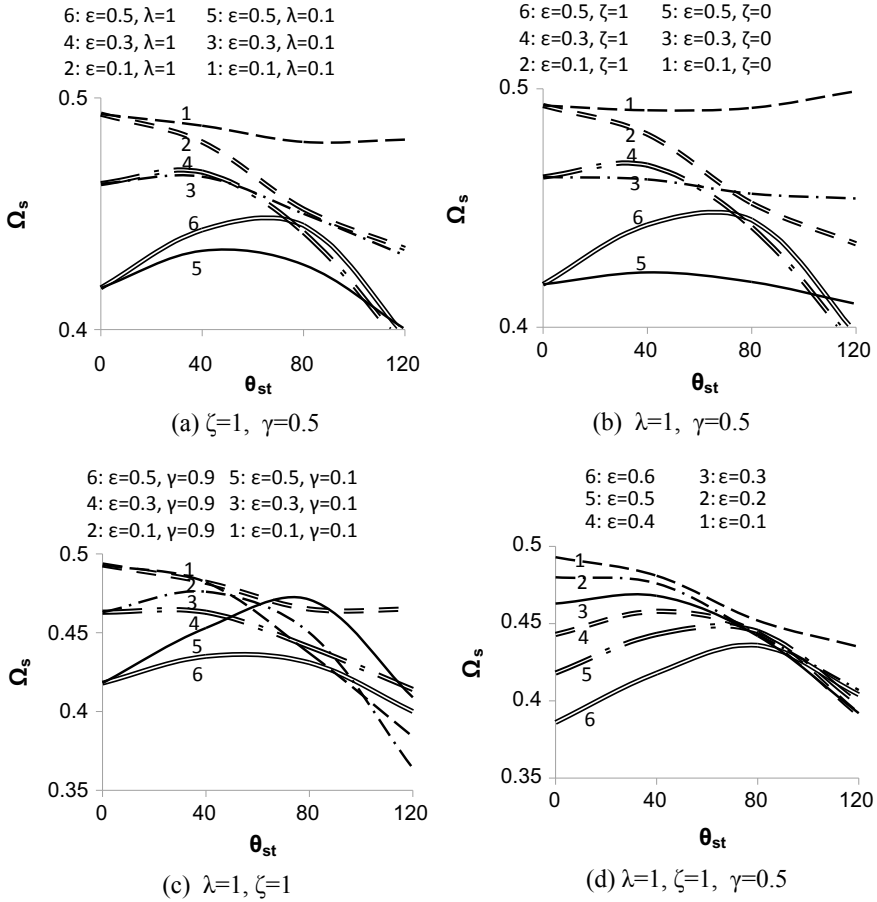 6: ε=0.5, λ=1 5: ε=0.5, λ=0.1
4: ε=0.3, λ=1 3: ε=0.3, λ=0.1
2: ε=0.1, λ=1 1: ε=0.1, λ=0.1
0.5
1
2
4
3
6
5
Ωs
0.4
0 40 80 120
θst
(a) ζ=1, γ=0.5
6: ε=0.5, ζ=1 5: ε=0.5, ζ=0
4: ε=0.3, ζ=1 3: ε=0.3, ζ=0
2: ε=0.1, ζ=1 1: ε=0.1, ζ=0
0.5
1
2
4
3
6
5
Ωs
0.4
0 40 80 120
θst
(b) λ=1, γ=0.5
6: ε=0.5, γ=0.9 5: ε=0.5, γ=0.1
4: ε=0.3, γ=0.9 3: ε=0.3, γ=0.1
2: ε=0.1, γ=0.9 1: ε=0.1, γ=0.1
0.5
1
2
3
4
0.45
5
6
Ωs
0.4
0.35
0 40 80 120
θst
(c) λ=1, ζ=1
6: ε=0.6 3: ε=0.3
5: ε=0.5 2: ε=0.2
4: ε=0.4 1: ε=0.1
0.5
1
2
3
0.45
4
5
6
Ωs
0.4
0.35
0 40 80 120
θst
(d) λ=1, ζ=1, γ=0.5